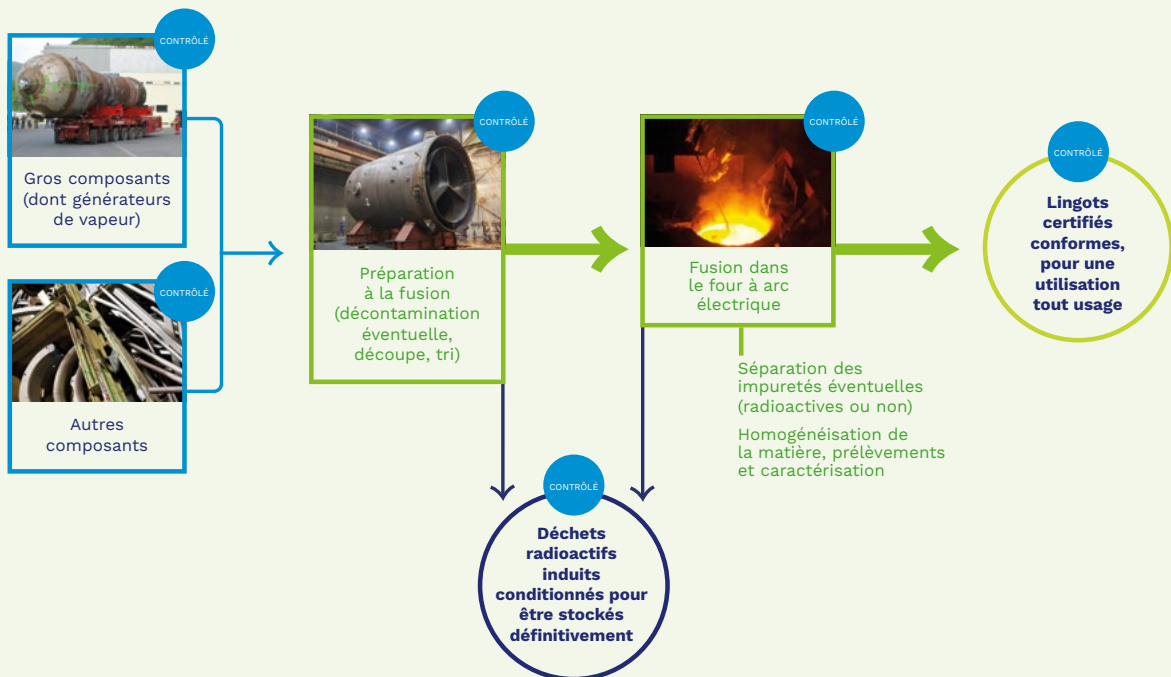 CONTRÔLÉ
Gros composants
(dont générateurs
de vapeur)
CONTRÔLÉ
Autres
composants
CONTRÔLÉ
Préparation
à la fusion
(décontamination
éventuelle,
découpe, tri)
CONTRÔLÉ
Fusion dans
le four à arc
électrique
Séparation des
impuretés éventuelles
(radioactives ou non)
Homogénéisation de
la matière, prélèvements
et caractérisation
CONTRÔLÉ
Lingots
certifiés
conformes,
pour une
utilisation
tout usage
CONTRÔLÉ
Déchets
radioactifs
induits
conditionnés pour
être stockés
définitivement